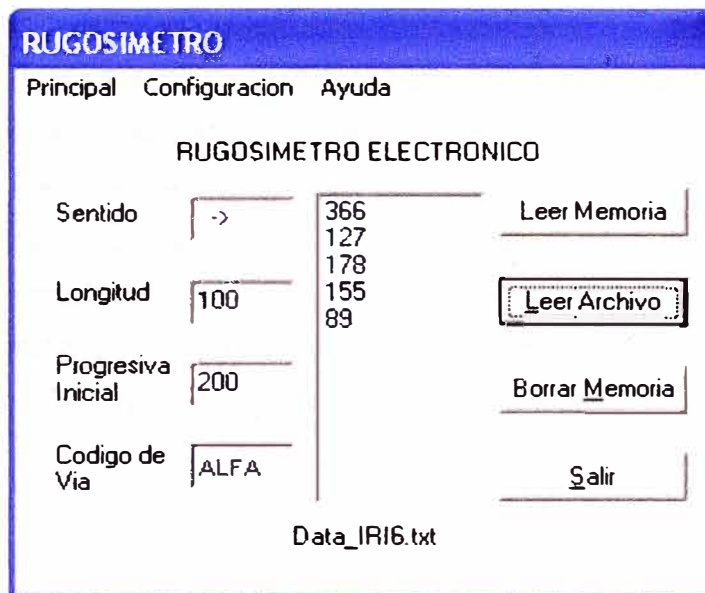 RUGOSIMETRO
Principal Configuracion Ayuda
RUGOSIMETRO ELECTRONICO
Sentido ->
Longitud 100
Progresiva Inicial 200
Codigo de Via ALFA
366
127
178
155
89
Leer Memoria
Leer Archivo
Borrar Memoria
Salir
Data_IRI6.txt